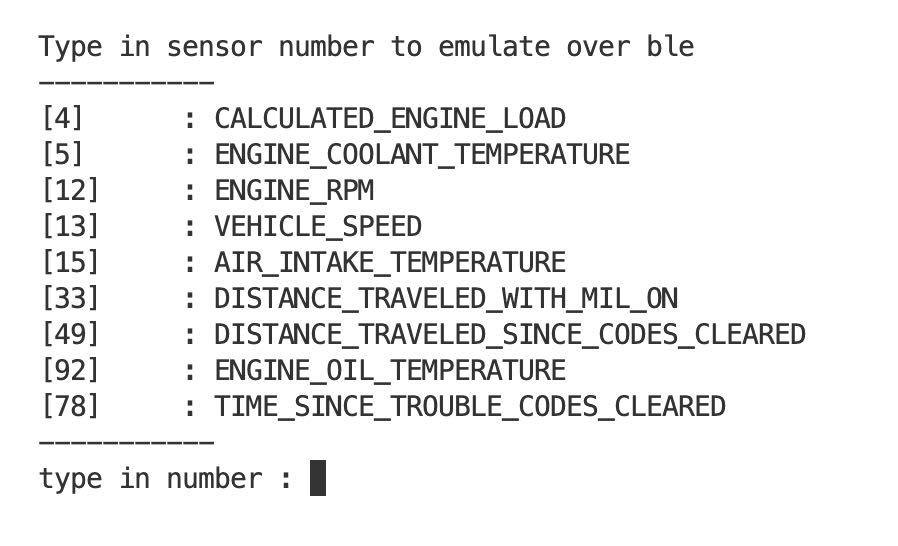 Type in sensor number to emulate over ble
-----------
[4]      : CALCULATED_ENGINE_LOAD
[5]      : ENGINE_COOLANT_TEMPERATURE
[12]     : ENGINE_RPM
[13]     : VEHICLE_SPEED
[15]     : AIR_INTAKE_TEMPERATURE
[33]     : DISTANCE_TRAVELED_WITH_MIL_ON
[49]     : DISTANCE_TRAVELED_SINCE_CODES_CLEARED
[92]     : ENGINE_OIL_TEMPERATURE
[78]     : TIME_SINCE_TROUBLE_CODES_CLEARED
-----------
type in number :